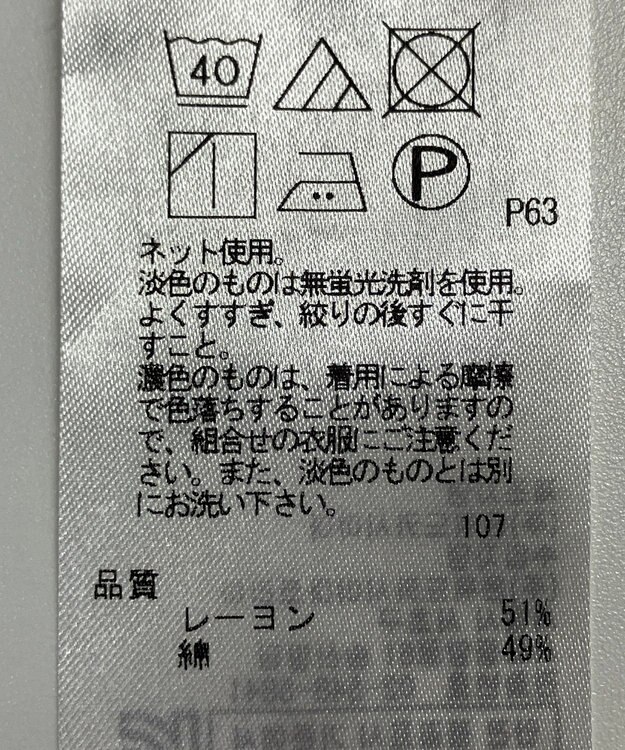 40
P
P63
ネット使用。
淡色のものは無蛍光洗剤を使用。
よくすすぎ、絞りの後すぐに干
すこと。
濃色のものは、着用による摩擦
で色落ちすることがありますの
で、組合せの衣服にご注意くだ
さい。また、淡色のものとは別
にお洗い下さい。
107
品質
レーヨン 51%
綿 49%